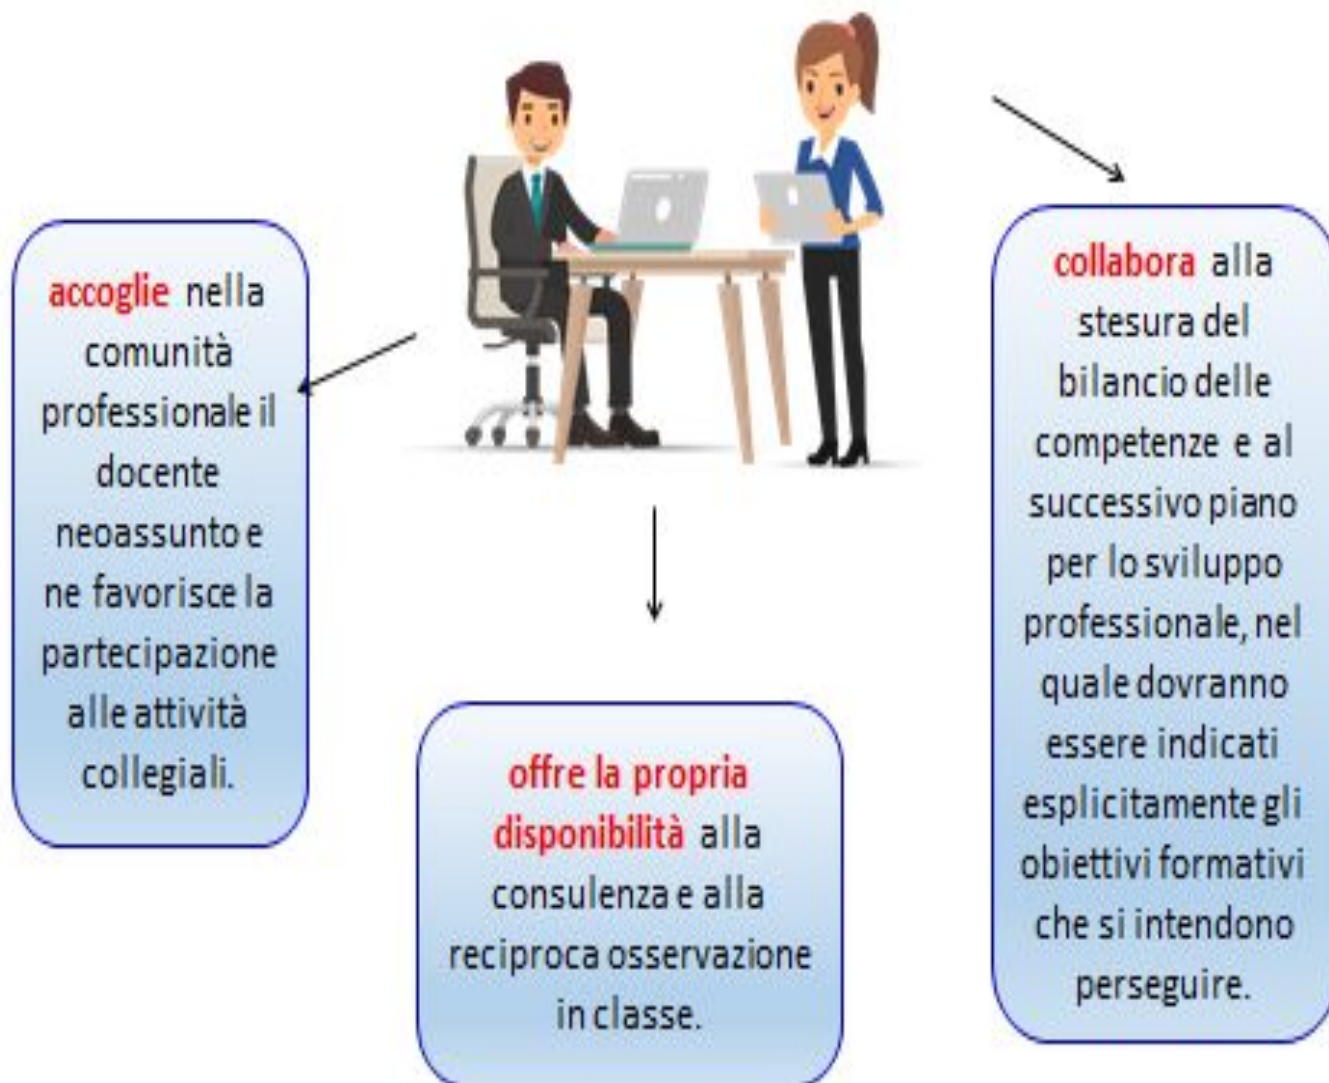 accoglie nella
comunità
professionale il
docente
neoassunto e
ne favorisce la
partecipazione
alle attività
collegiali.
offre la propria
disponibilità alla
consulenza e alla
reciproca osservazione
in classe.
collabora alla
stesura del
bilancio delle
competenze e al
successivo piano
per lo sviluppo
professionale, nel
quale dovranno
essere indicati
esplicitamente gli
obiettivi formativi
che si intendono
perseguire.